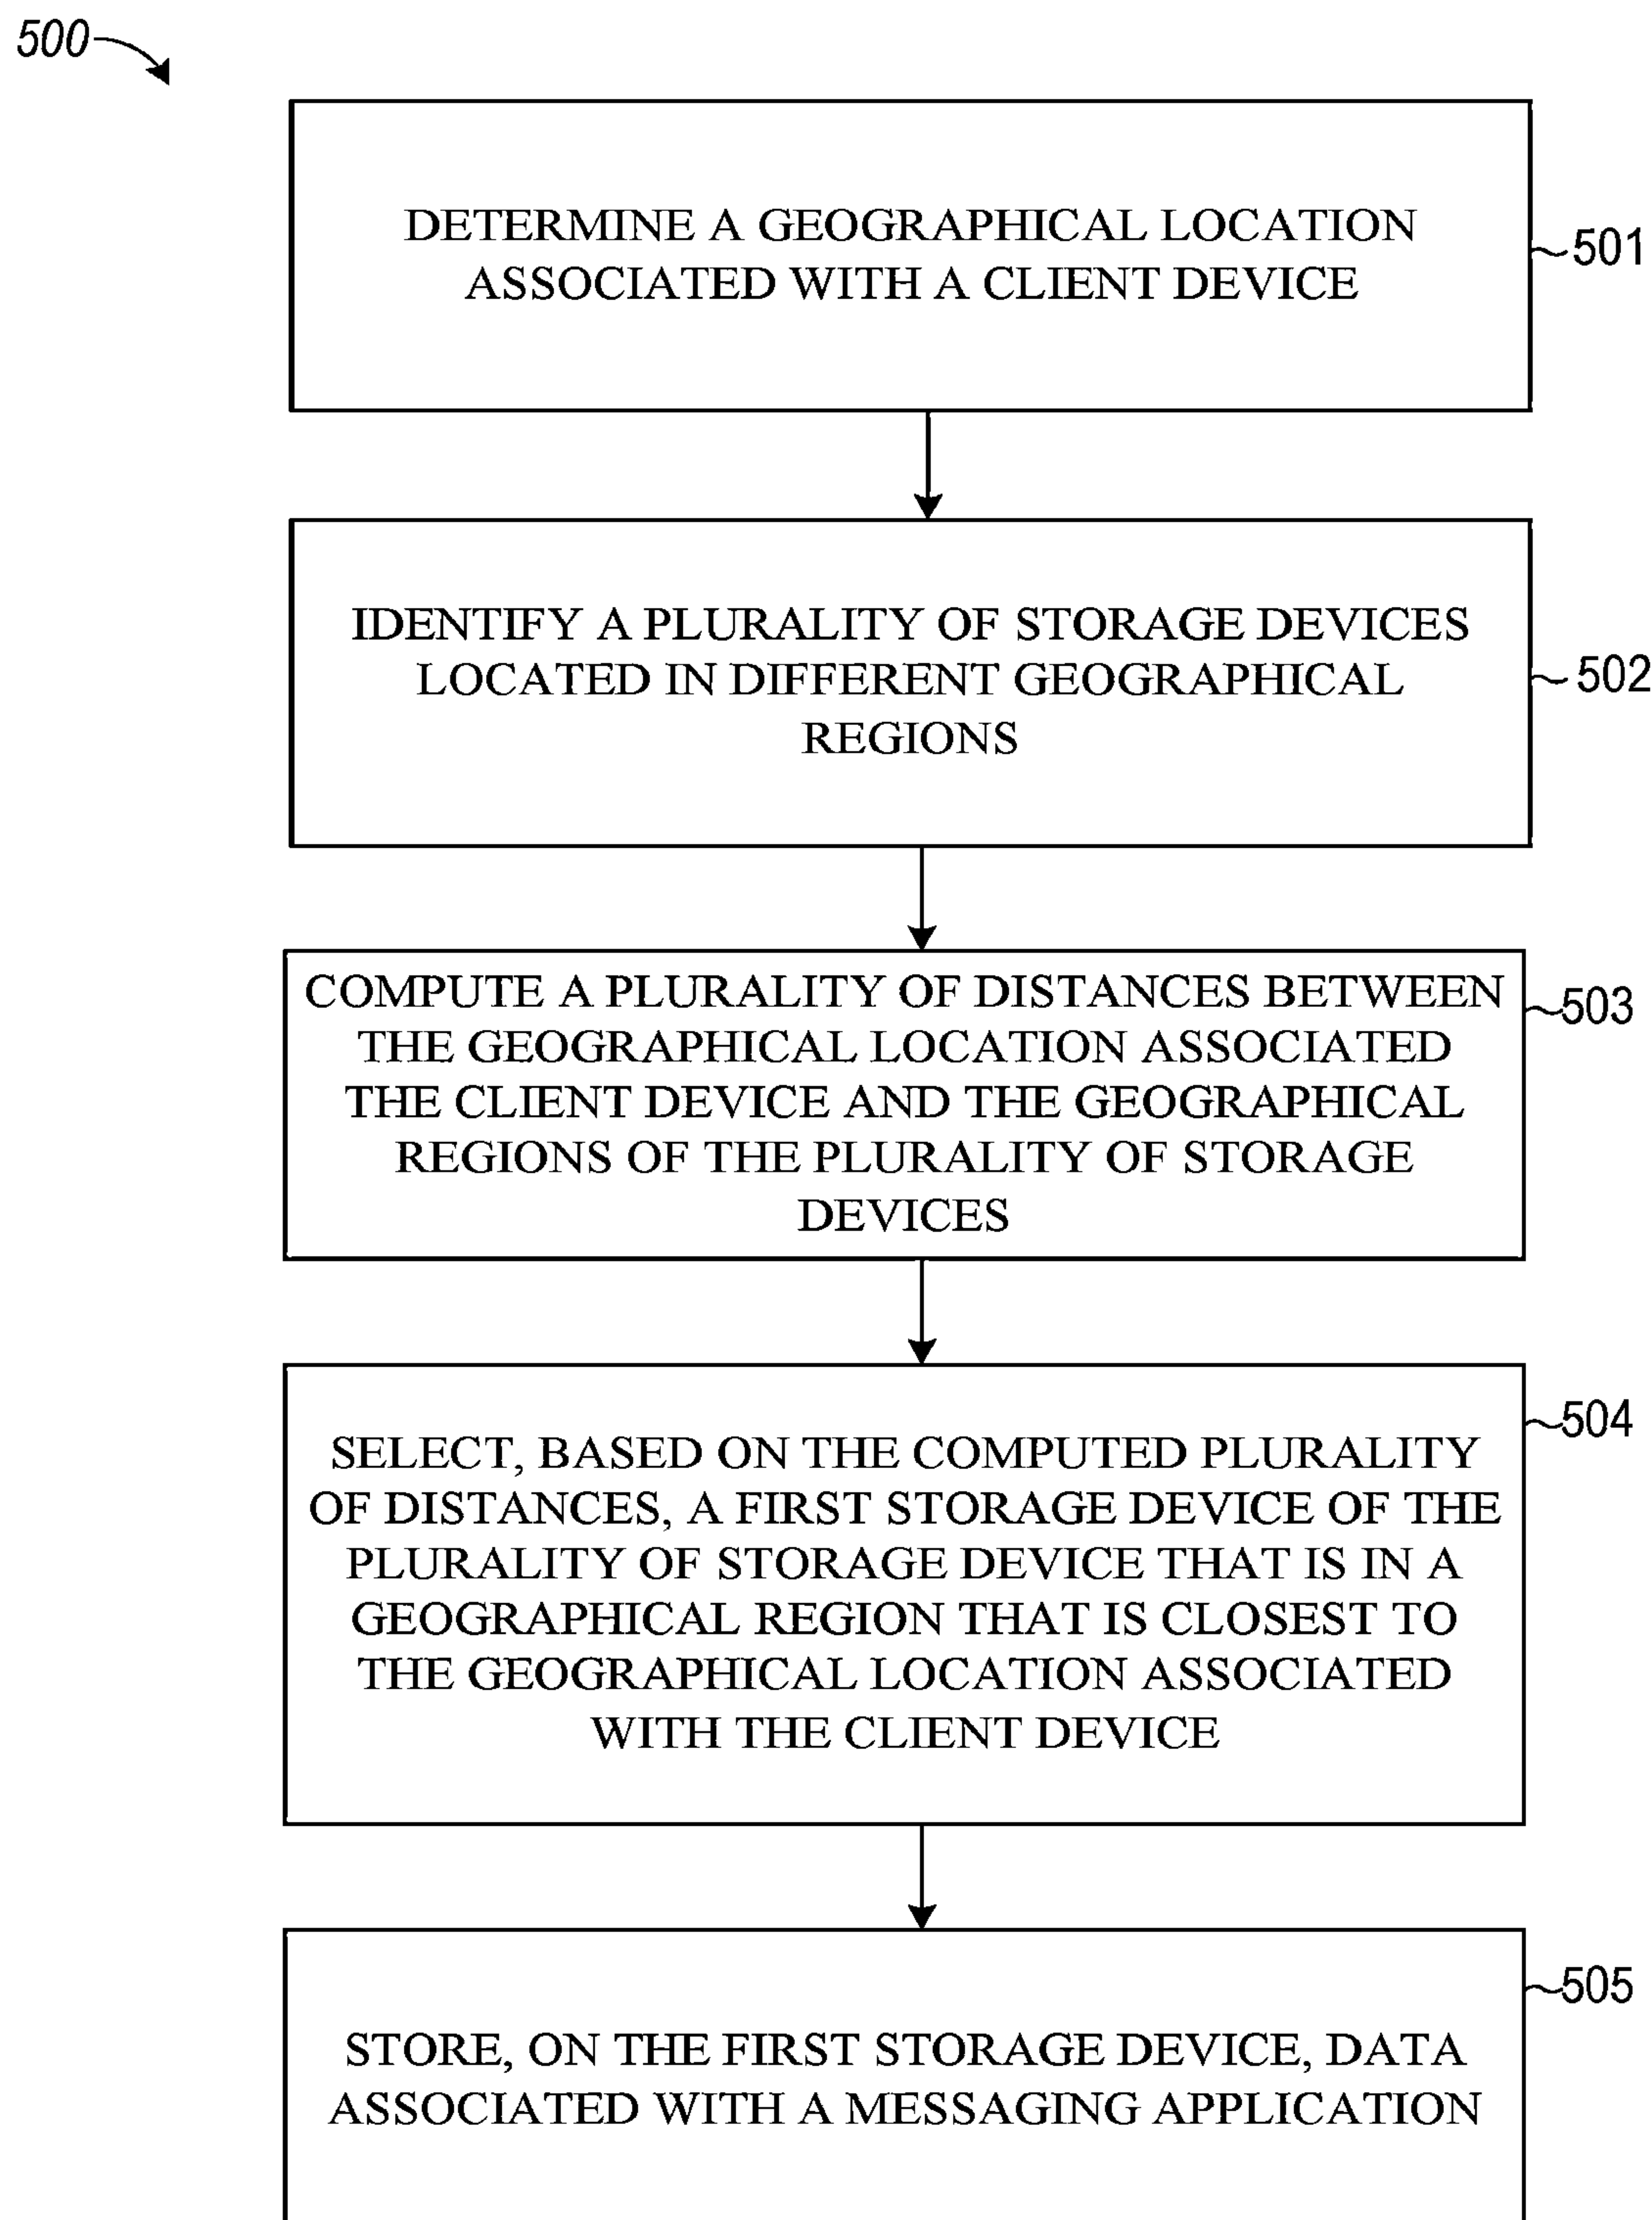 500
DETERMINE A GEOGRAPHICAL LOCATION
ASSOCIATED WITH A CLIENT DEVICE
501
IDENTIFY A PLURALITY OF STORAGE DEVICES
LOCATED IN DIFFERENT GEOGRAPHICAL
REGIONS
502
COMPUTE A PLURALITY OF DISTANCES BETWEEN
THE GEOGRAPHICAL LOCATION ASSOCIATED
THE CLIENT DEVICE AND THE GEOGRAPHICAL
REGIONS OF THE PLURALITY OF STORAGE
DEVICES
503
SELECT, BASED ON THE COMPUTED PLURALITY
OF DISTANCES, A FIRST STORAGE DEVICE OF THE
PLURALITY OF STORAGE DEVICE THAT IS IN A
GEOGRAPHICAL REGION THAT IS CLOSEST TO
THE GEOGRAPHICAL LOCATION ASSOCIATED
WITH THE CLIENT DEVICE
504
STORE, ON THE FIRST STORAGE DEVICE, DATA
ASSOCIATED WITH A MESSAGING APPLICATION
505